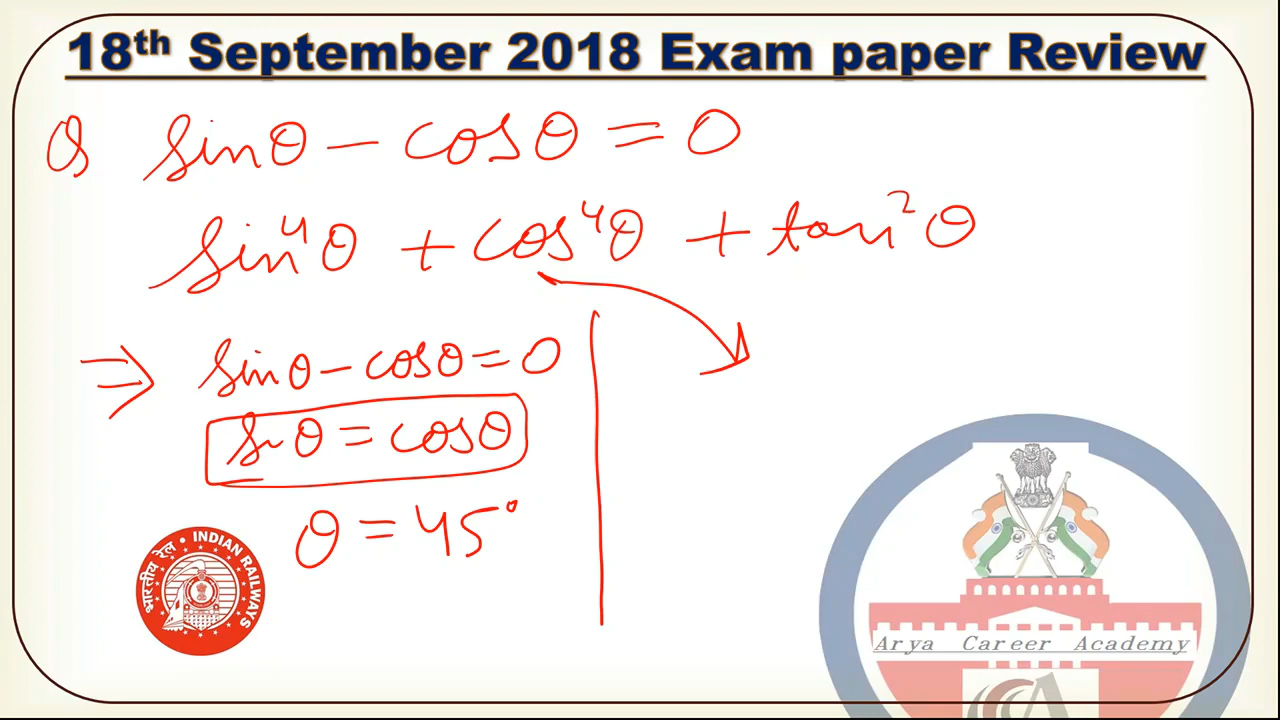 18th September 2018 Exam paper Review
Q sinθ - cosθ = 0
sin⁴θ + cos⁴θ + tan²θ
⇒ sinθ - cosθ = 0
sinθ = cosθ
θ = 45°
भारतीय रेल • INDIAN RAILWAYS
Arya Career Academy